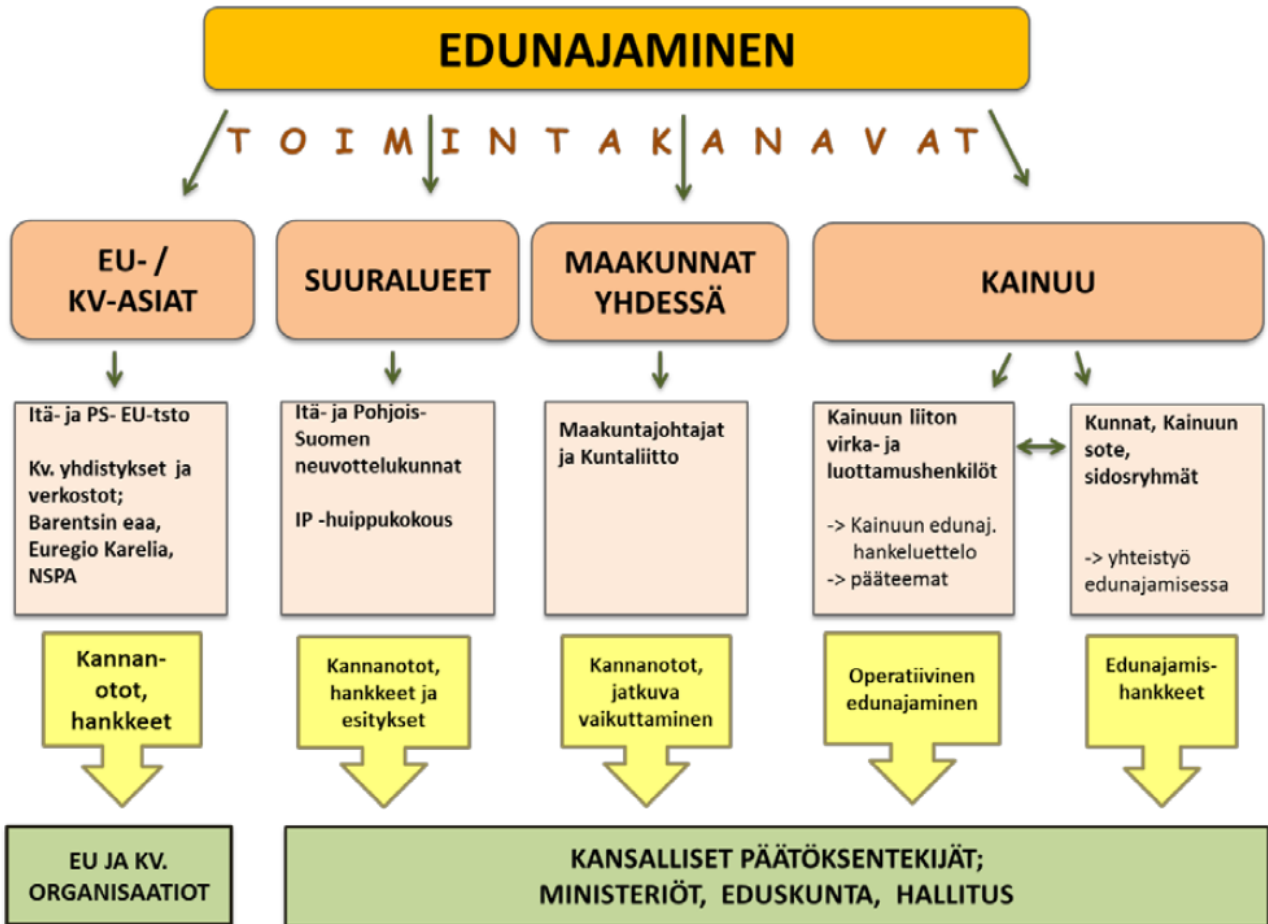 EDUNAJAMINEN
TOIMINTAKANAVAT
EU- /
KV-ASIAT
SUURALUEET
MAAKUNNAT
YHDESSÄ
KAINUU
Itä- ja PS- EU-tsto
Kv. yhdistykset ja
verkostot;
Barentsin eaa,
Euregio Karelia,
NSPA
Itä- ja Pohjois-
Suomen
neuvottelukunnat
IP -huippukokous
Maakuntajohtajat
ja Kuntaliitto
Kainuun liiton
virka- ja
luottamushenkilöt
-> Kainuun edunaj.
hankeluettelo
-> pääteemat
Kunnat, Kainuun
sote,
sidosryhmät
-> yhteistyö
edunajamisessa
Kannan-
otot,
hankkeet
Kannanotot,
hankkeet ja
esitykset
Kannanotot,
jatkuva
vaikuttaminen
Operatiivinen
edunajaminen
Edunajamis-
hankkeet
EU JA KV.
ORGANISAATIOT
KANSALLISET PÄÄTÖKSENTEKIJÄT;
MINISTERIÖT, EDUSKUNTA, HALLITUS